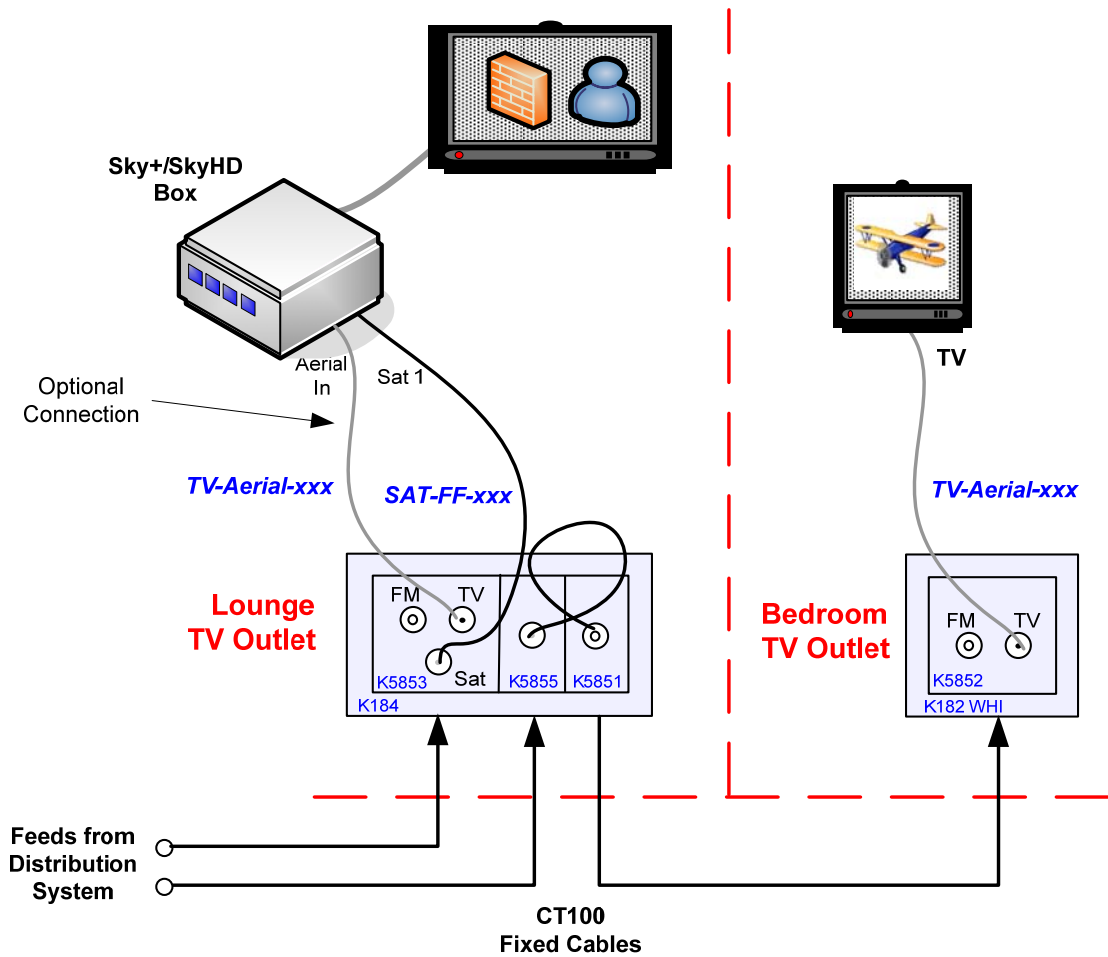 Sky+/SkyHD
Box
TV
Aerial
In
Sat 1
Optional
Connection
TV-Aerial-xxx
SAT-FF-xxx
TV-Aerial-xxx
Lounge
TV Outlet
FM
TV
Sat
K5853
K5855
K5851
K184
Bedroom
TV Outlet
FM
TV
K5852
K182 WHI
Feeds from
Distribution
System
CT100
Fixed Cables